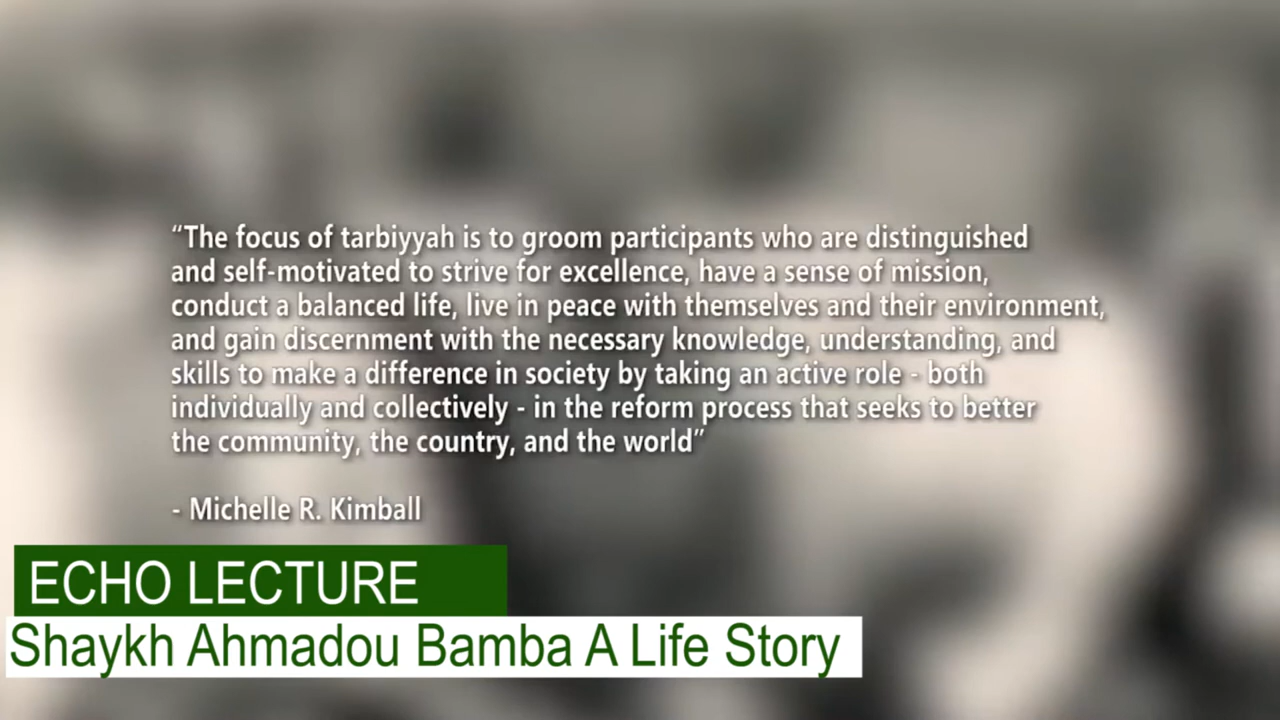 “The focus of tarbiyyah is to groom participants who are distinguished
and self-motivated to strive for excellence, have a sense of mission,
conduct a balanced life, live in peace with themselves and their environment,
and gain discernment with the necessary knowledge, understanding, and
skills to make a difference in society by taking an active role - both
individually and collectively - in the reform process that seeks to better
the community, the country, and the world”
- Michelle R. Kimball
ECHO LECTURE
Shaykh Ahmadou Bamba A Life Story